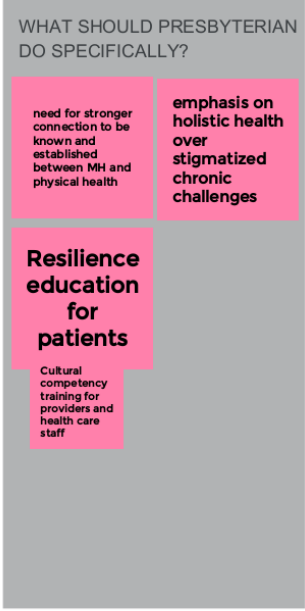 WHAT SHOULD PRESBYTERIAN
DO SPECIFICALLY?
need for stronger
connection to be
known and
established
between MH and
physical health
emphasis on
holistic health
over
stigmatized
chronic
challenges
Resilience
education
for
patients
Cultural
competency
training for
providers and
health care
staff